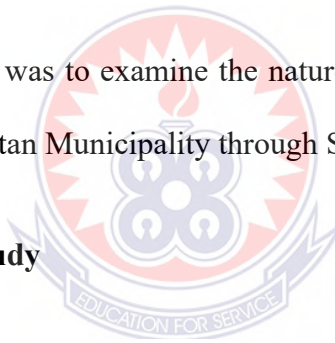 was to examine the natur
tan Municipality through S
udy
EDUCATION FOR SERVICE